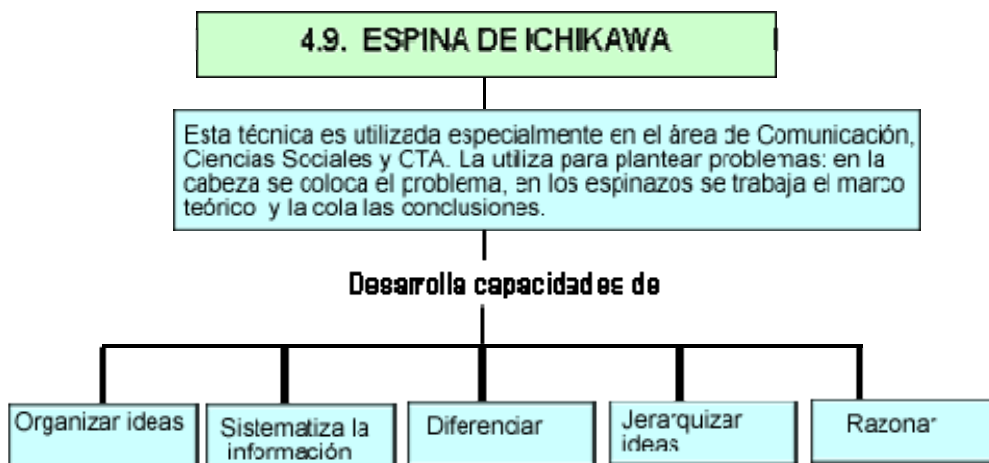 4.9. ESPINA DE ICHIKAWA
Esta técnica es utilizada especialmente en el área de Comunicación,
Ciencias Sociales y CTA. La utiliza para plantear problemas: en la
cabeza se coloca el problema, en los espinazos se trabaja el marco
teórico y la cola las conclusiones.
Desarrolla capacidades de
Organizar ideas
Sistematiza la
información
Diferenciar
Jerarquizar
ideas
Razonar